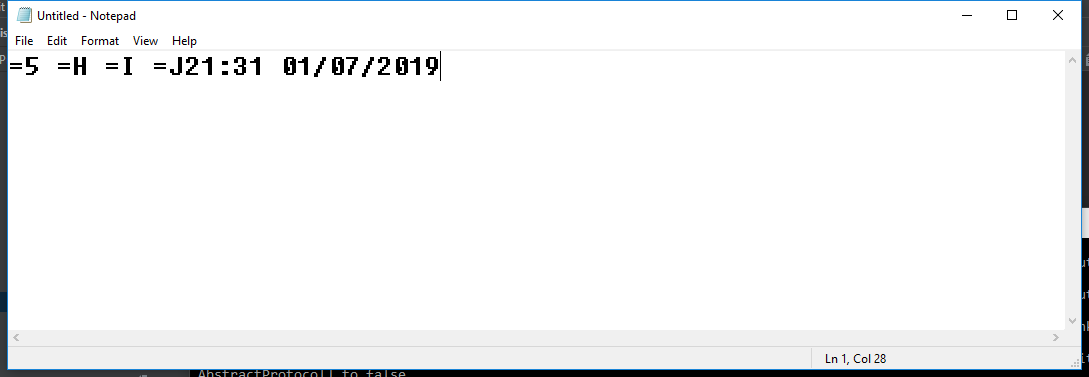 Untitled - Notepad
File Edit Format View Help
=5 =H =I =J21:31 01/07/2019
Ln 1, Col 28
AbstractProtocol] to false